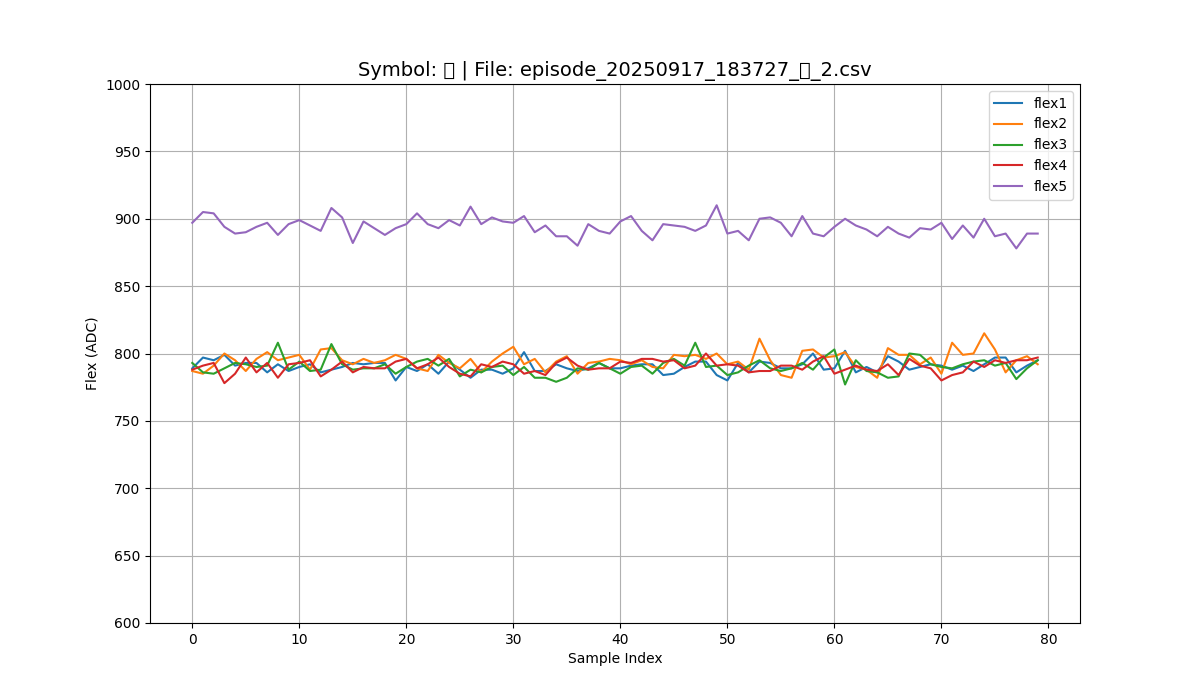 Symbol: | File: episode_20250917_183727_ _2.csv
1000
950
900
850
800
750
700
650
600
Flex (ADC)
flex1
flex2
flex3
flex4
flex5
0 10 20 30 40 50 60 70 80
Sample Index